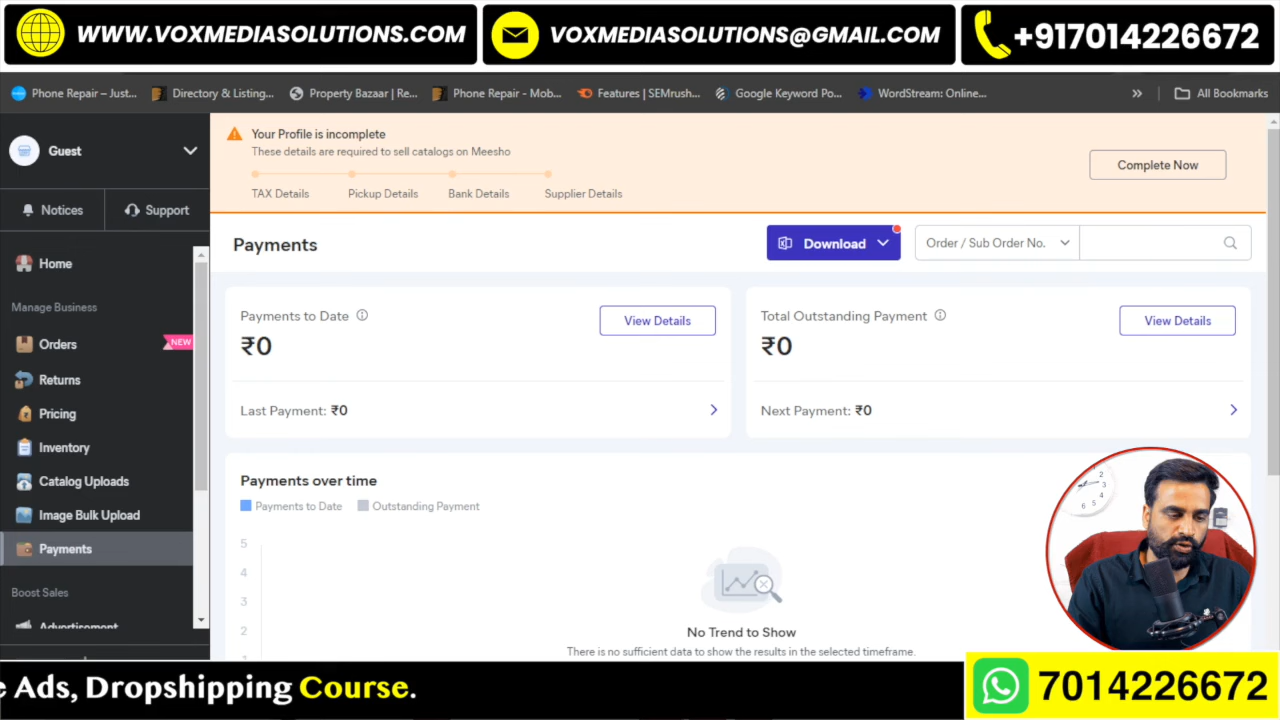 WWW.VOXMEDIASOLUTIONS.COM
VOXMEDIASOLUTIONS@GMAIL.COM
+917014226672
Phone Repair – Just...
Directory & Listing...
Property Bazaar | Re...
Phone Repair - Mob...
Features | SEMrush...
Google Keyword Po...
WordStream: Online...
»
All Bookmarks
Guest
Your Profile is incomplete
These details are required to sell catalogs on Meesho
TAX Details
Pickup Details
Bank Details
Supplier Details
Complete Now
Notices
Support
Home
Manage Business
Orders
NEW
Returns
Pricing
Inventory
Catalog Uploads
Image Bulk Upload
Payments
Boost Sales
Advertisement
Payments
Download
Order / Sub Order No.
Payments to Date
View Details
₹0
Last Payment: ₹0
Total Outstanding Payment
View Details
₹0
Next Payment: ₹0
Payments over time
Payments to Date
Outstanding Payment
5
4
3
2
No Trend to Show
There is no sufficient data to show the results in the selected timeframe.
e Ads, Dropshipping Course.
7014226672